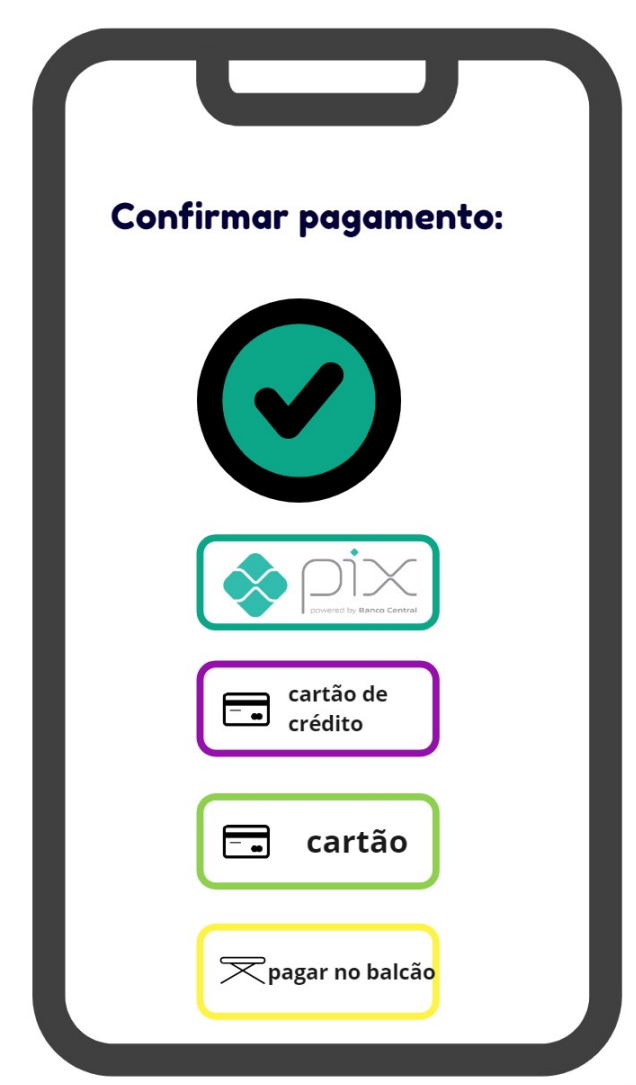 Confirmar pagamento:
pix
powered by Banco Central
cartão de
crédito
cartão
pagar no balcão